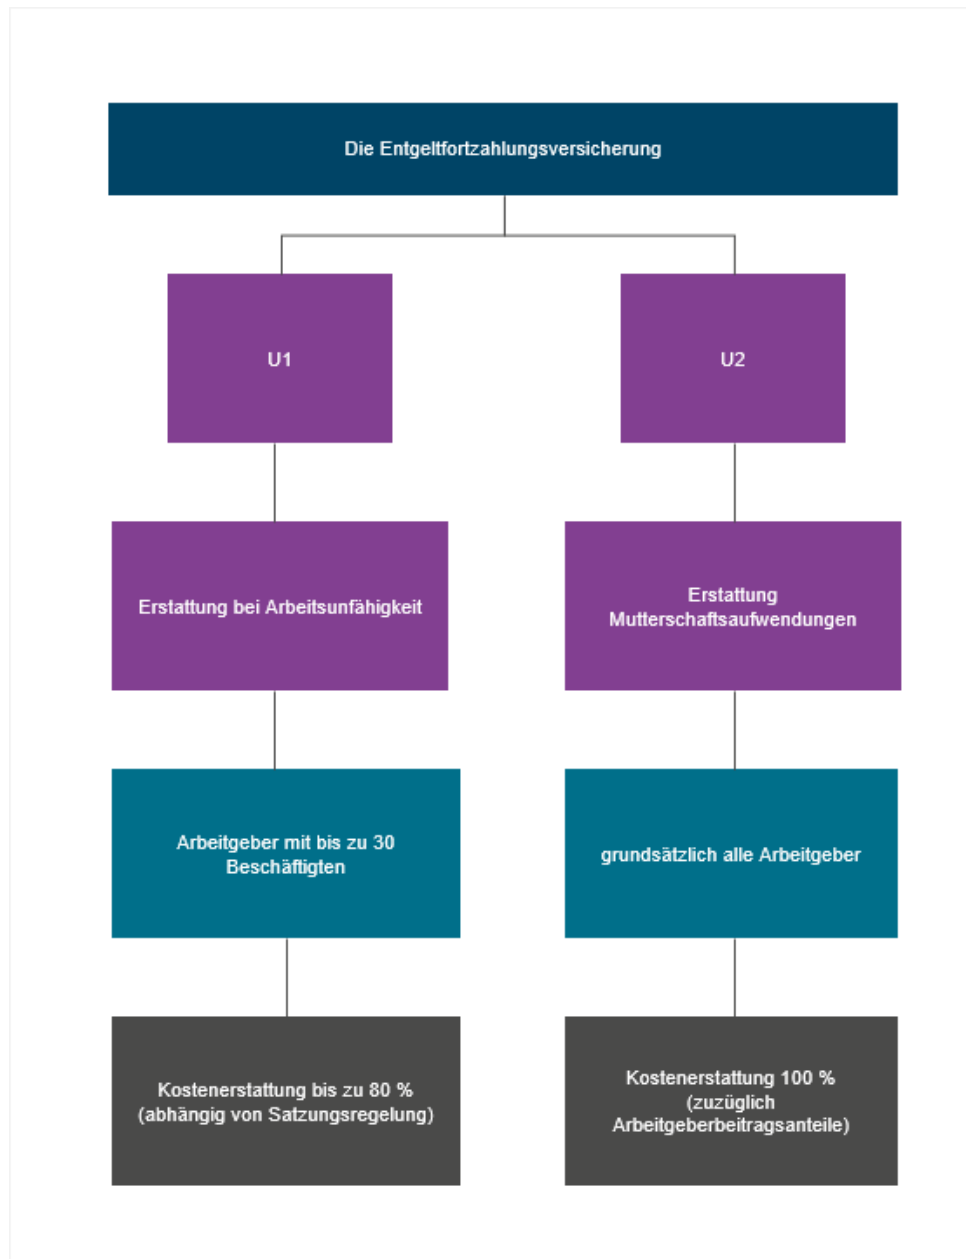 Die Entgeltfortzahlungsversicherung
U1
U2
Erstattung bei Arbeitsunfähigkeit
Erstattung
Mutterschaftsaufwendungen
Arbeitgeber mit bis zu 30
Beschäftigten
grundsätzlich alle Arbeitgeber
Kostenerstattung bis zu 80 %
(abhängig von Satzungsregelung)
Kostenerstattung 100 %
(zuzüglich
Arbeitgeberbeitragsanteile)